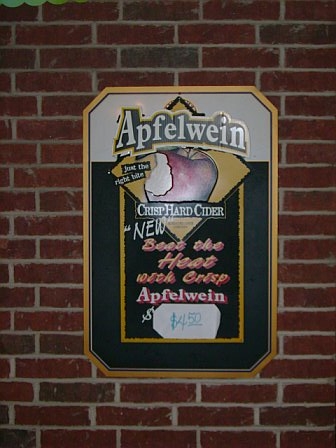 Apfelwein
just the
right bite
CRISP HARD CIDER
"NEW"
Beat the
Heat
with Crisp
Apfelwein
$
$4.50